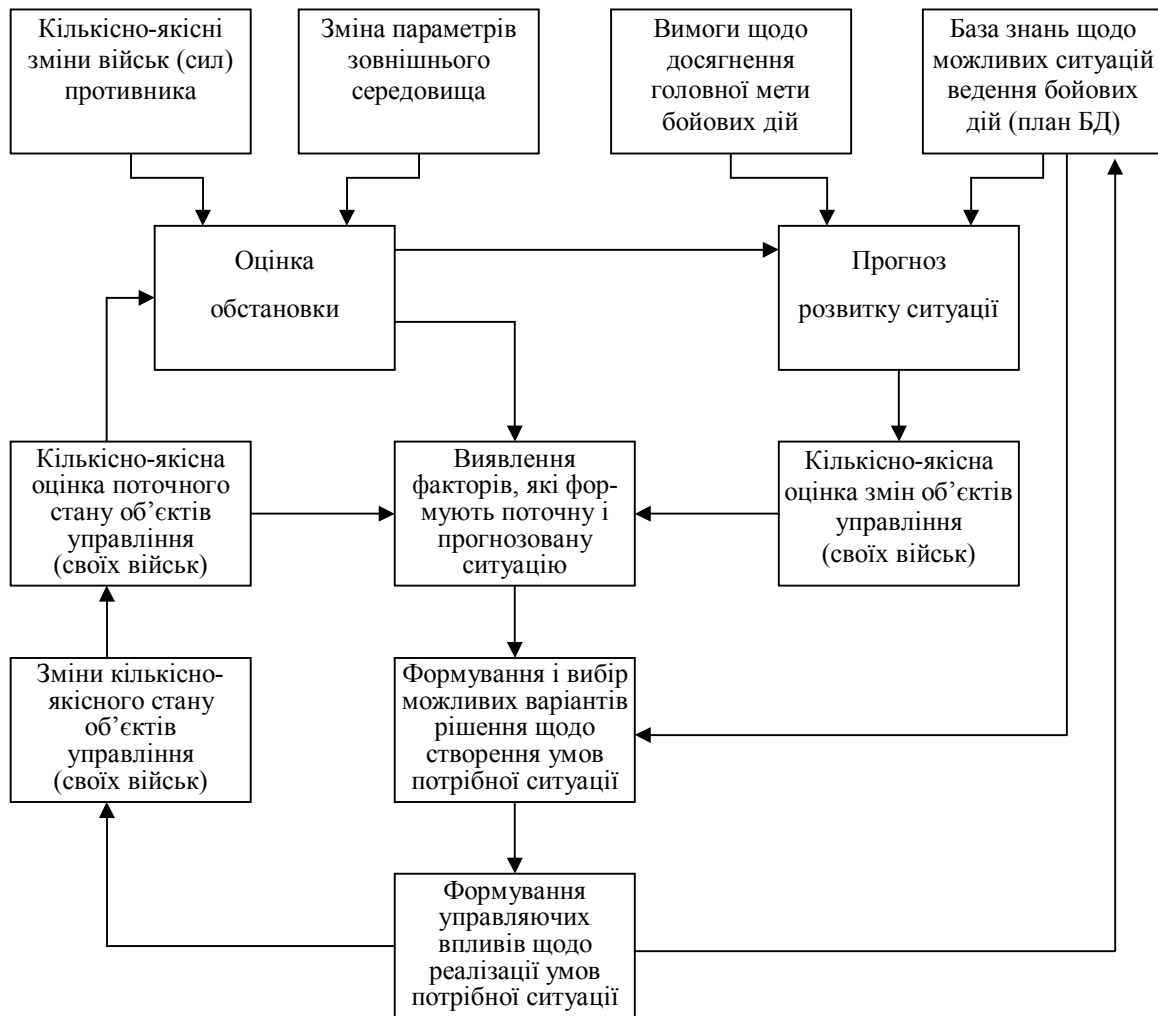 Кількісно-якісні
зміни військ (сил)
противника
Зміна параметрів
зовнішнього
середовища
Вимоги щодо
досягнення
головної мети
бойових дій
База знань щодо
можливих ситуацій
ведення бойових
дій (план БД)
Оцінка
обстановки
Прогноз
розвитку ситуації
Кількісно-якісна
оцінка поточного
стану об’єктів
управління
(своїх військ)
Виявлення
факторів, які фор-
мують поточну і
прогнозовану
ситуацію
Кількісно-якісна
оцінка змін об’єктів
управління
(своїх військ)
Зміни кількісно-
якісного стану
об’єктів
управління
(своїх військ)
Формування і вибір
можливих варіантів
рішення щодо
створення умов
потрібної ситуації
Формування
управляючих
впливів щодо
реалізації умов
потрібної ситуації